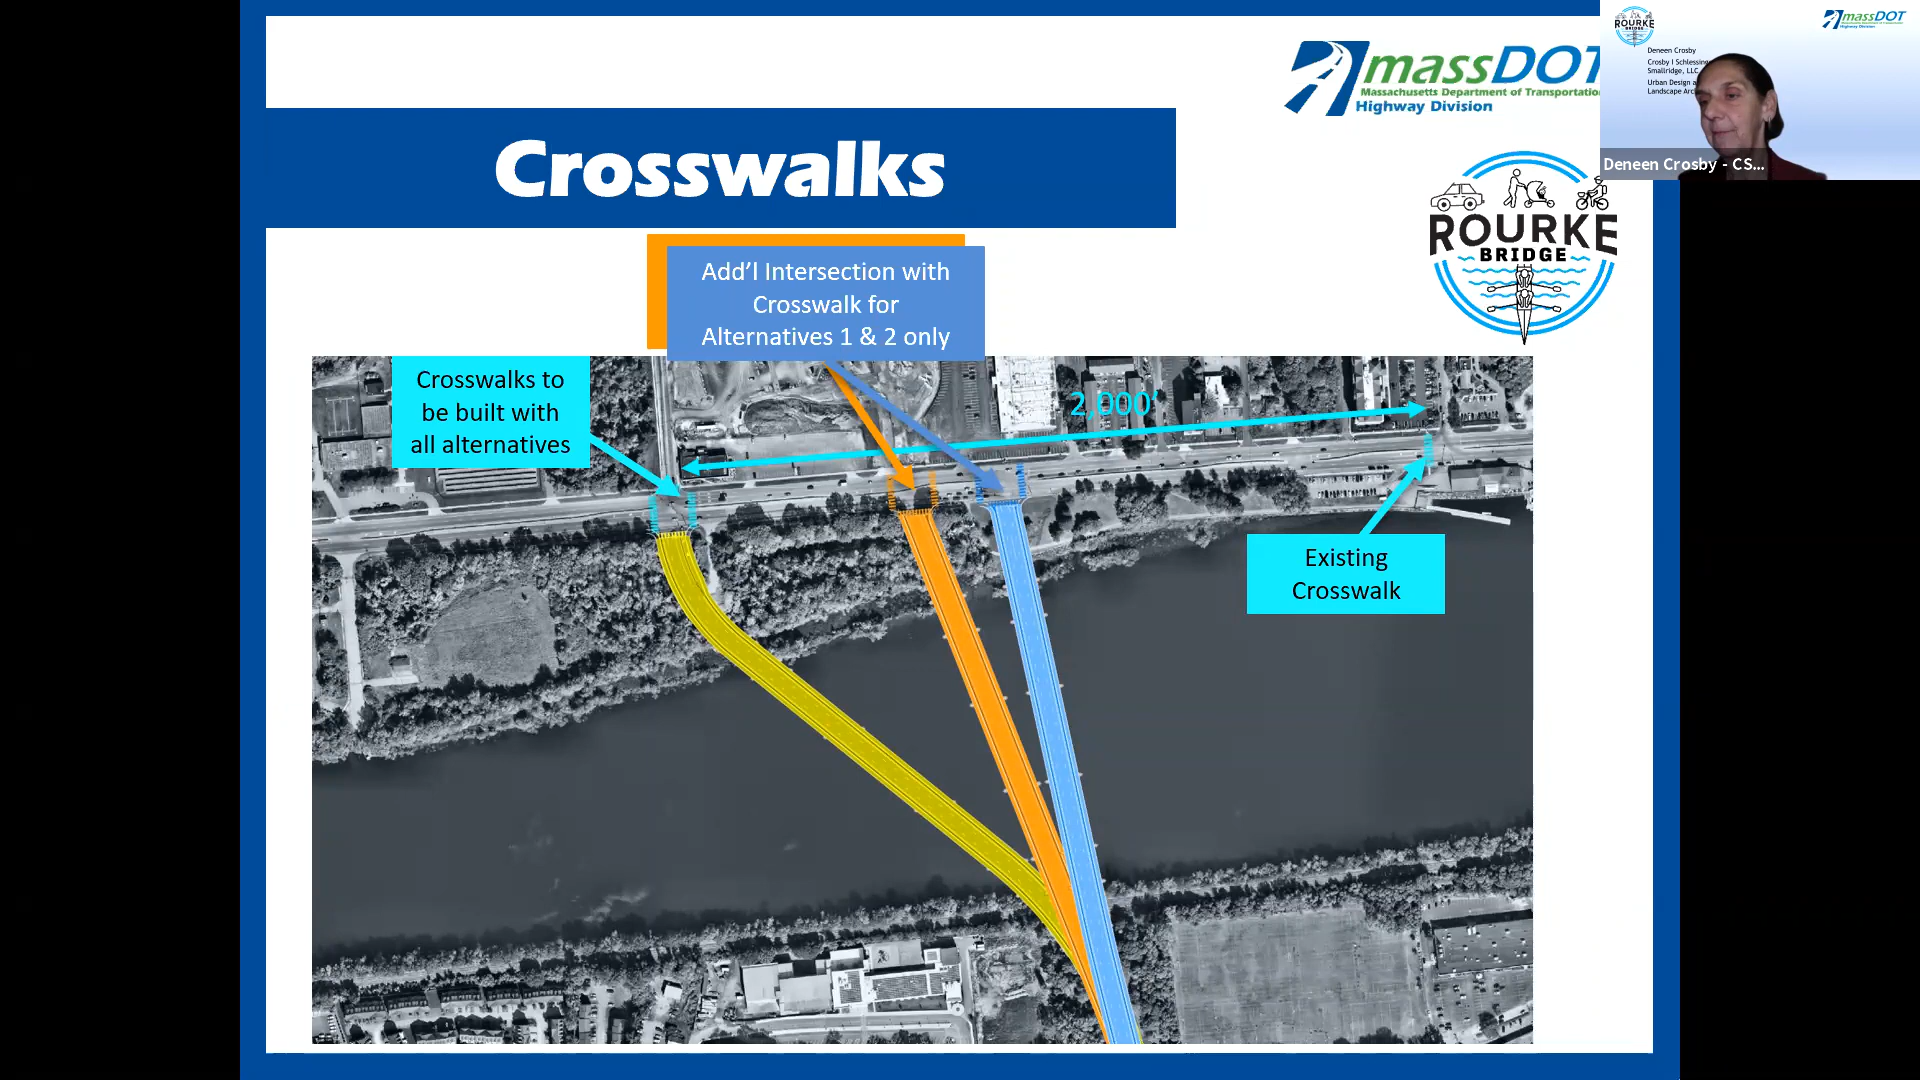 massDOT
Massachusetts Department of Transportation
Highway Division
Crosswalks
ROURKE
BRIDGE
Add'l Intersection with
Crosswalk for
Alternatives 1 & 2 only
Crosswalks to
be built with
all alternatives
2,000'
Existing
Crosswalk
ROURKE
BRIDGE
massDOT
Highway Division
Deneen Crosby
Crosby | Schlessinger
Smallridge, LLC
Urban Design a
Landscape Arc
Deneen Crosby - CS...